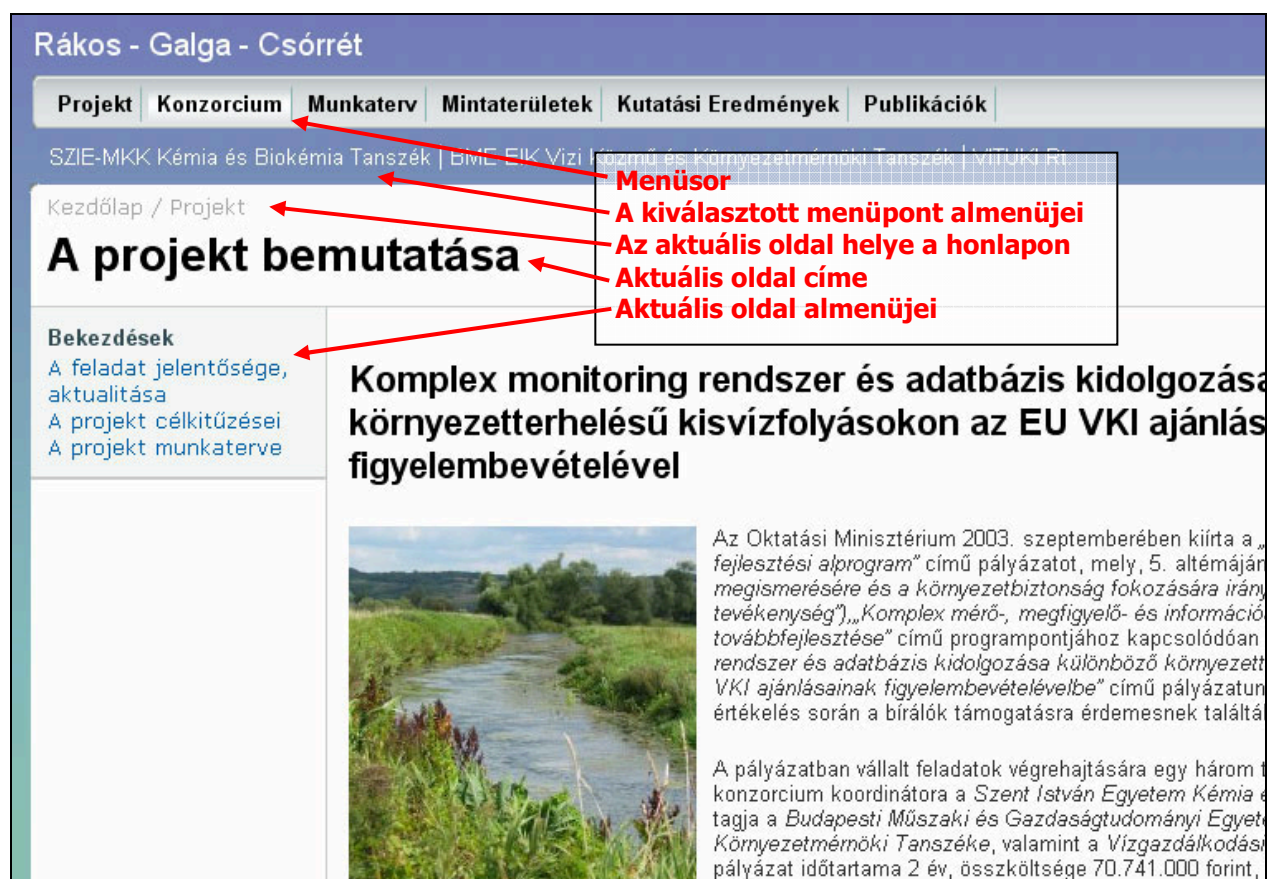 Rákos - Galga - Csórrét
Projekt Konzorcium Munkaterv Mintaterületek Kutatási Eredmények Publikációk
SZIE-MKK Kémia és Biokémia Tanszék | BME-EIK Vizi Közmű és Környezetmérnöki Tanszék | VITUKI Rt.
Menüsor
A kiválasztott menüpont almenüjei
Kezdőlap / Projekt
Az aktuális oldal helye a honlapon
A projekt bemutatása
Aktuális oldal címe
Aktuális oldal almenüjei
Bekezdések
A feladat jelentősége,
aktualitása
A projekt célkitűzései
A projekt munkaterve
Komplex monitoring rendszer és adatbázis kidolgozása
környezetterhelésű kisvízfolyásokon az EU VKI ajánlás
figyelembevételével
Az Oktatási Minisztérium 2003. szeptemberében kiírta a „
fejlesztési alprogram” című pályázatot, mely, 5. altémáján
megismerésére és a környezetbiztonság fokozására irány
tevékenység”),„Komplex mérő-, megfigyelő- és információ
továbbfejlesztése” című programpontjához kapcsolódóan
rendszer és adatbázis kidolgozása különböző környezett
VKI ajánlásainak figyelembevételévelbe” című pályázatun
értékelés során a bírálók támogatásra érdemesnek találtá
A pályázatban vállalt feladatok végrehajtására egy három t
konzorcium koordinátora a Szent István Egyetem Kémia é
tagja a Budapesti Műszaki és Gazdaságtudományi Egyete
Környezetmérnöki Tanszéke, valamint a Vízgazdálkodási
pályázat időtartama 2 év, összköltsége 70.741.000 forint,